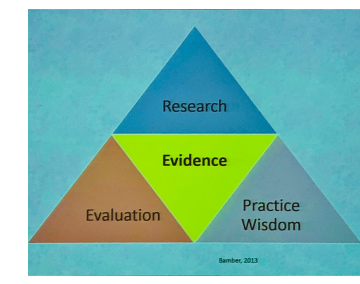 Research
Evidence
Evaluation
Practice
Wisdom
Bamber, 2013